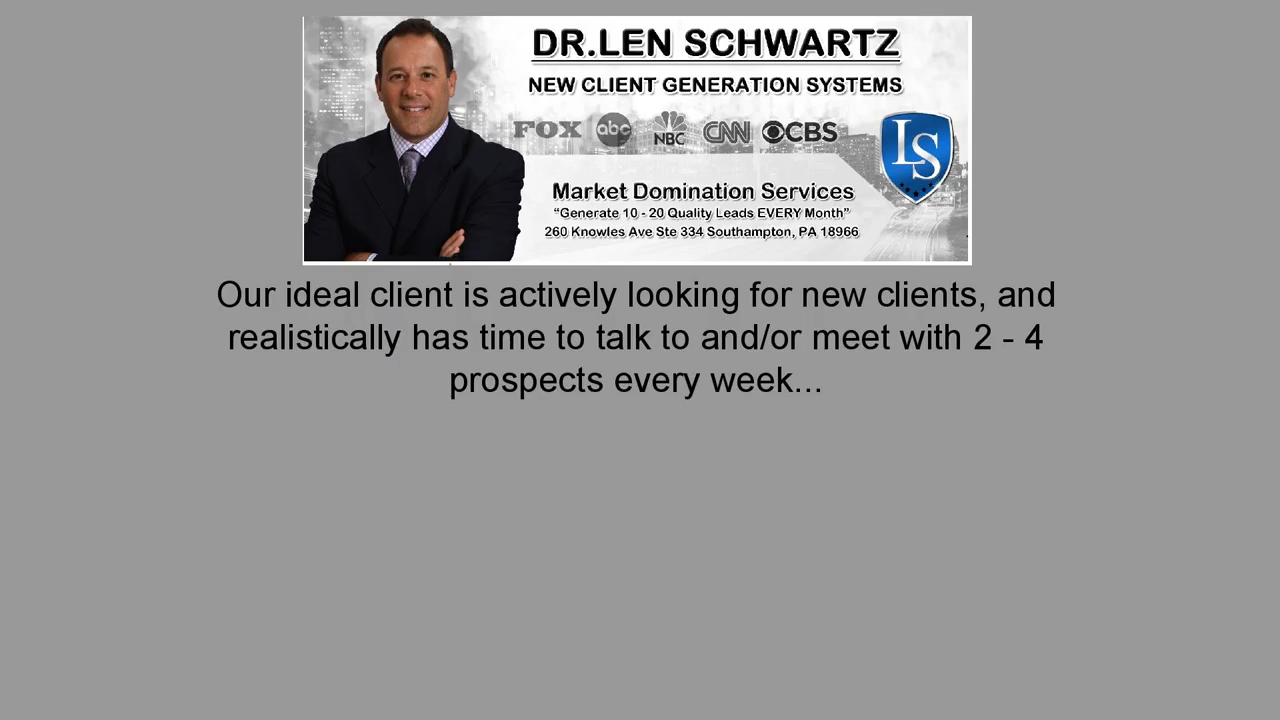 DR.LEN SCHWARTZ
NEW CLIENT GENERATION SYSTEMS
FOX abc NBC CNN CBS
LS
Market Domination Services
“Generate 10 - 20 Quality Leads EVERY Month”
260 Knowles Ave Ste 334 Southampton, PA 18966
Our ideal client is actively looking for new clients, and
realistically has time to talk to and/or meet with 2 - 4
prospects every week...